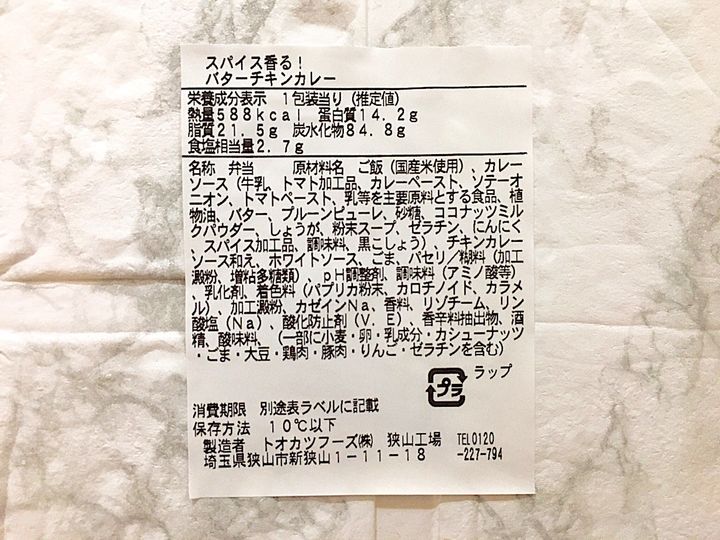 スパイス香る！
バターチキンカレー
栄養成分表示　１包装当り（推定値）
熱量５８８ｋｃａｌ　蛋白質１４．２ｇ
脂質２１．５ｇ　炭水化物８４．８ｇ
食塩相当量２．７ｇ
名称　弁当　　原材料名　ご飯（国産米使用）、カレー
ソース（牛乳、トマト加工品、カレーペースト、ソテーオ
ニオン、トマトペースト、乳等を主要原料とする食品、植
物油、バター、プルーンピューレ、砂糖、ココナッツミル
クパウダー、しょうが、粉末スープ、ゼラチン、にんにく
、スパイス加工品、調味料、黒こしょう）、チキンカレー
ソース和え、ホワイトソース、ごま、パセリ／糊料（加工
澱粉、増粘多糖類）、ｐＨ調整剤、調味料（アミノ酸等）
、乳化剤、着色料（パプリカ粉末、カロチノイド、カラメ
ル）、加工澱粉、カゼインＮａ、香料、リゾチーム、リン
酸塩（Ｎａ）、酸化防止剤（Ｖ．Ｅ）、香辛料抽出物、酒
精、酸味料、（一部に小麦・卵・乳成分・カシューナッツ
・ごま・大豆・鶏肉・豚肉・りんご・ゼラチンを含む）
プラ ラップ
消費期限　別途表ラベルに記載
保存方法　１０℃以下
製造者　トオカツフーズ㈱　狭山工場　TEL0120
埼玉県狭山市新狭山１－１１－１８　-227-794